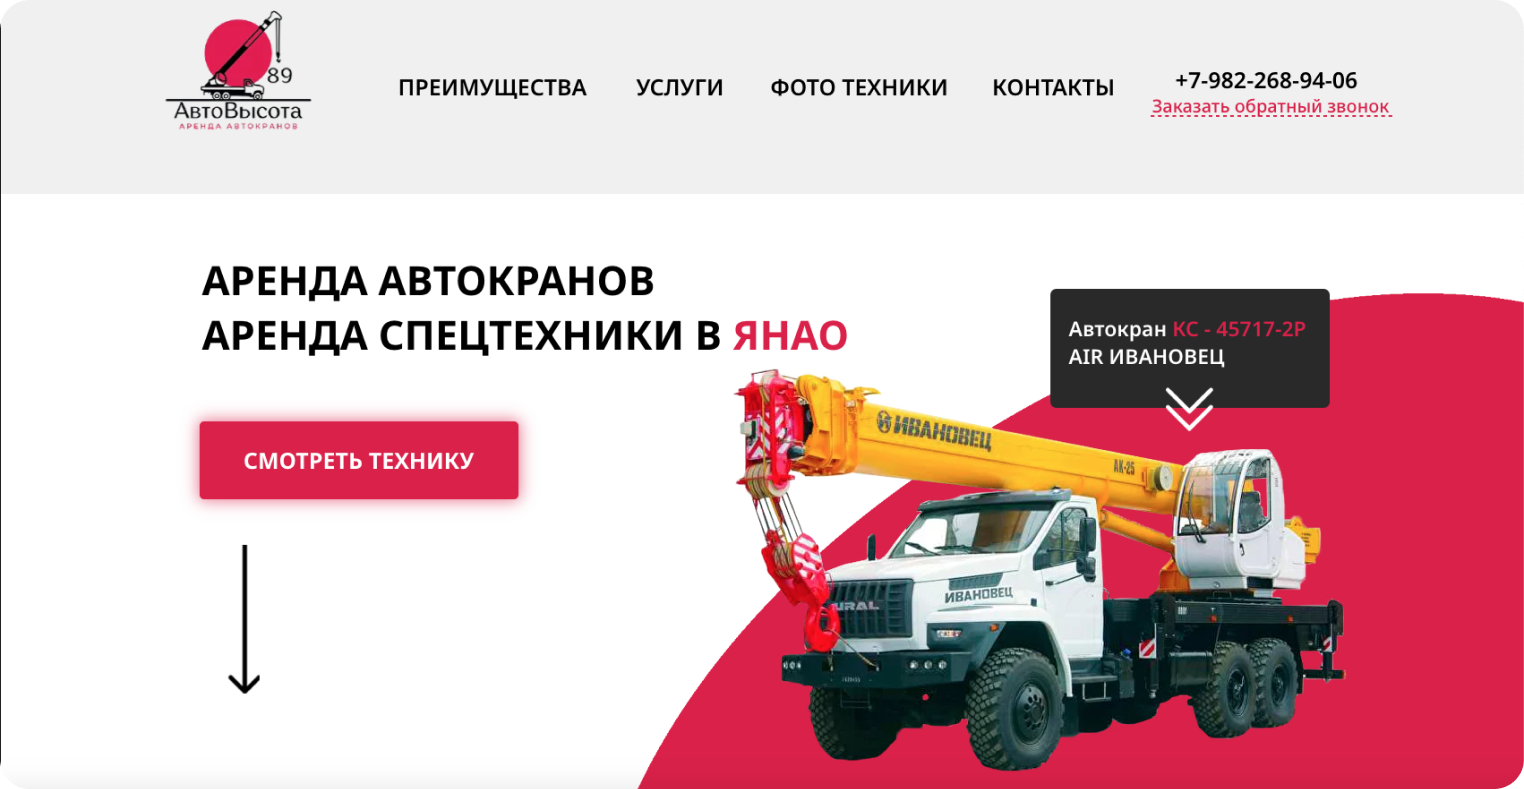 89
АвтоВысота
АРЕНДА АВТОКРАНОВ
ПРЕИМУЩЕСТВА
УСЛУГИ
ФОТО ТЕХНИКИ
КОНТАКТЫ
+7-982-268-94-06
Заказать обратный звонок
АРЕНДА АВТОКРАНОВ
АРЕНДА СПЕЦТЕХНИКИ В ЯНАО
СМОТРЕТЬ ТЕХНИКУ
Автокран КС - 45717-2Р
AIR ИВАНОВЕЦ
ИВАНОВЕЦ
АК-25
ИВАНОВЕЦ
URAL